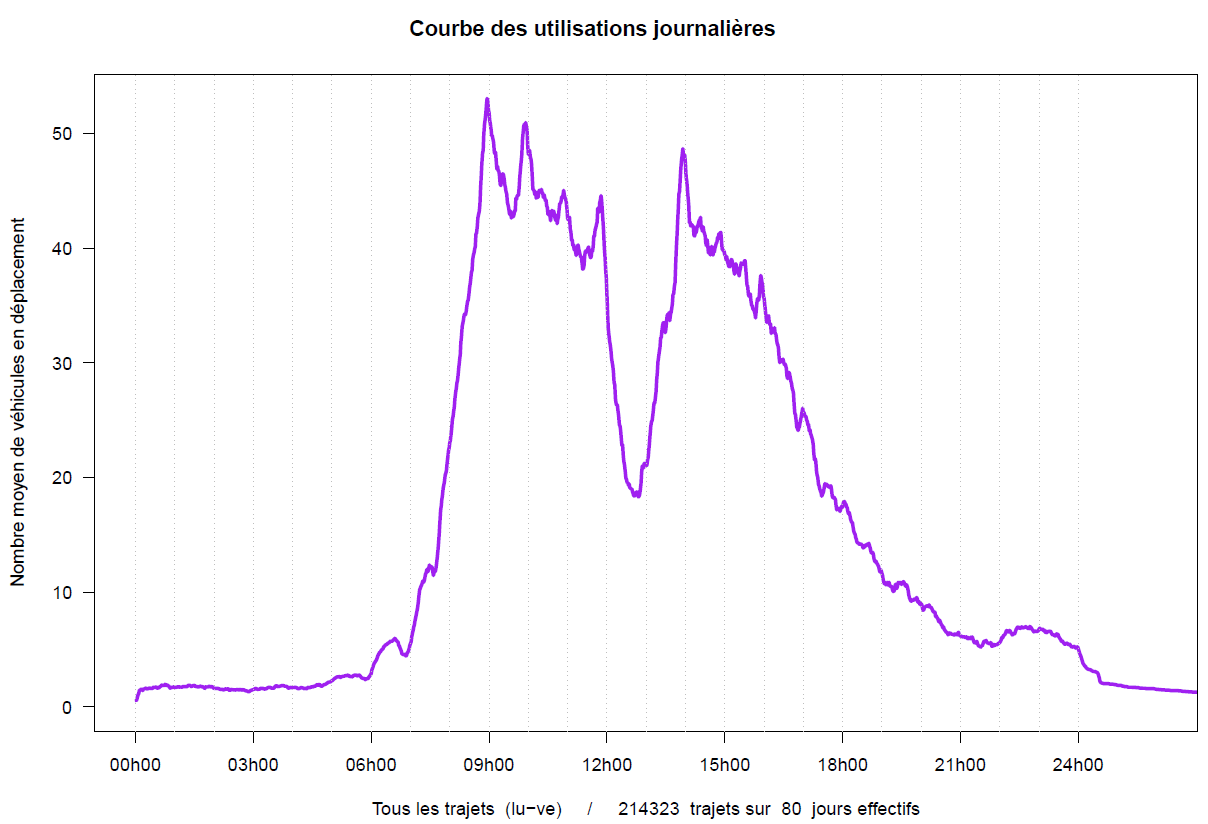 Courbe des utilisations journalières
Nombre moyen de véhicules en déplacement
50
40
30
20
10
0
00h00 03h00 06h00 09h00 12h00 15h00 18h00 21h00 24h00
Tous les trajets (lu−ve) / 214323 trajets sur 80 jours effectifs